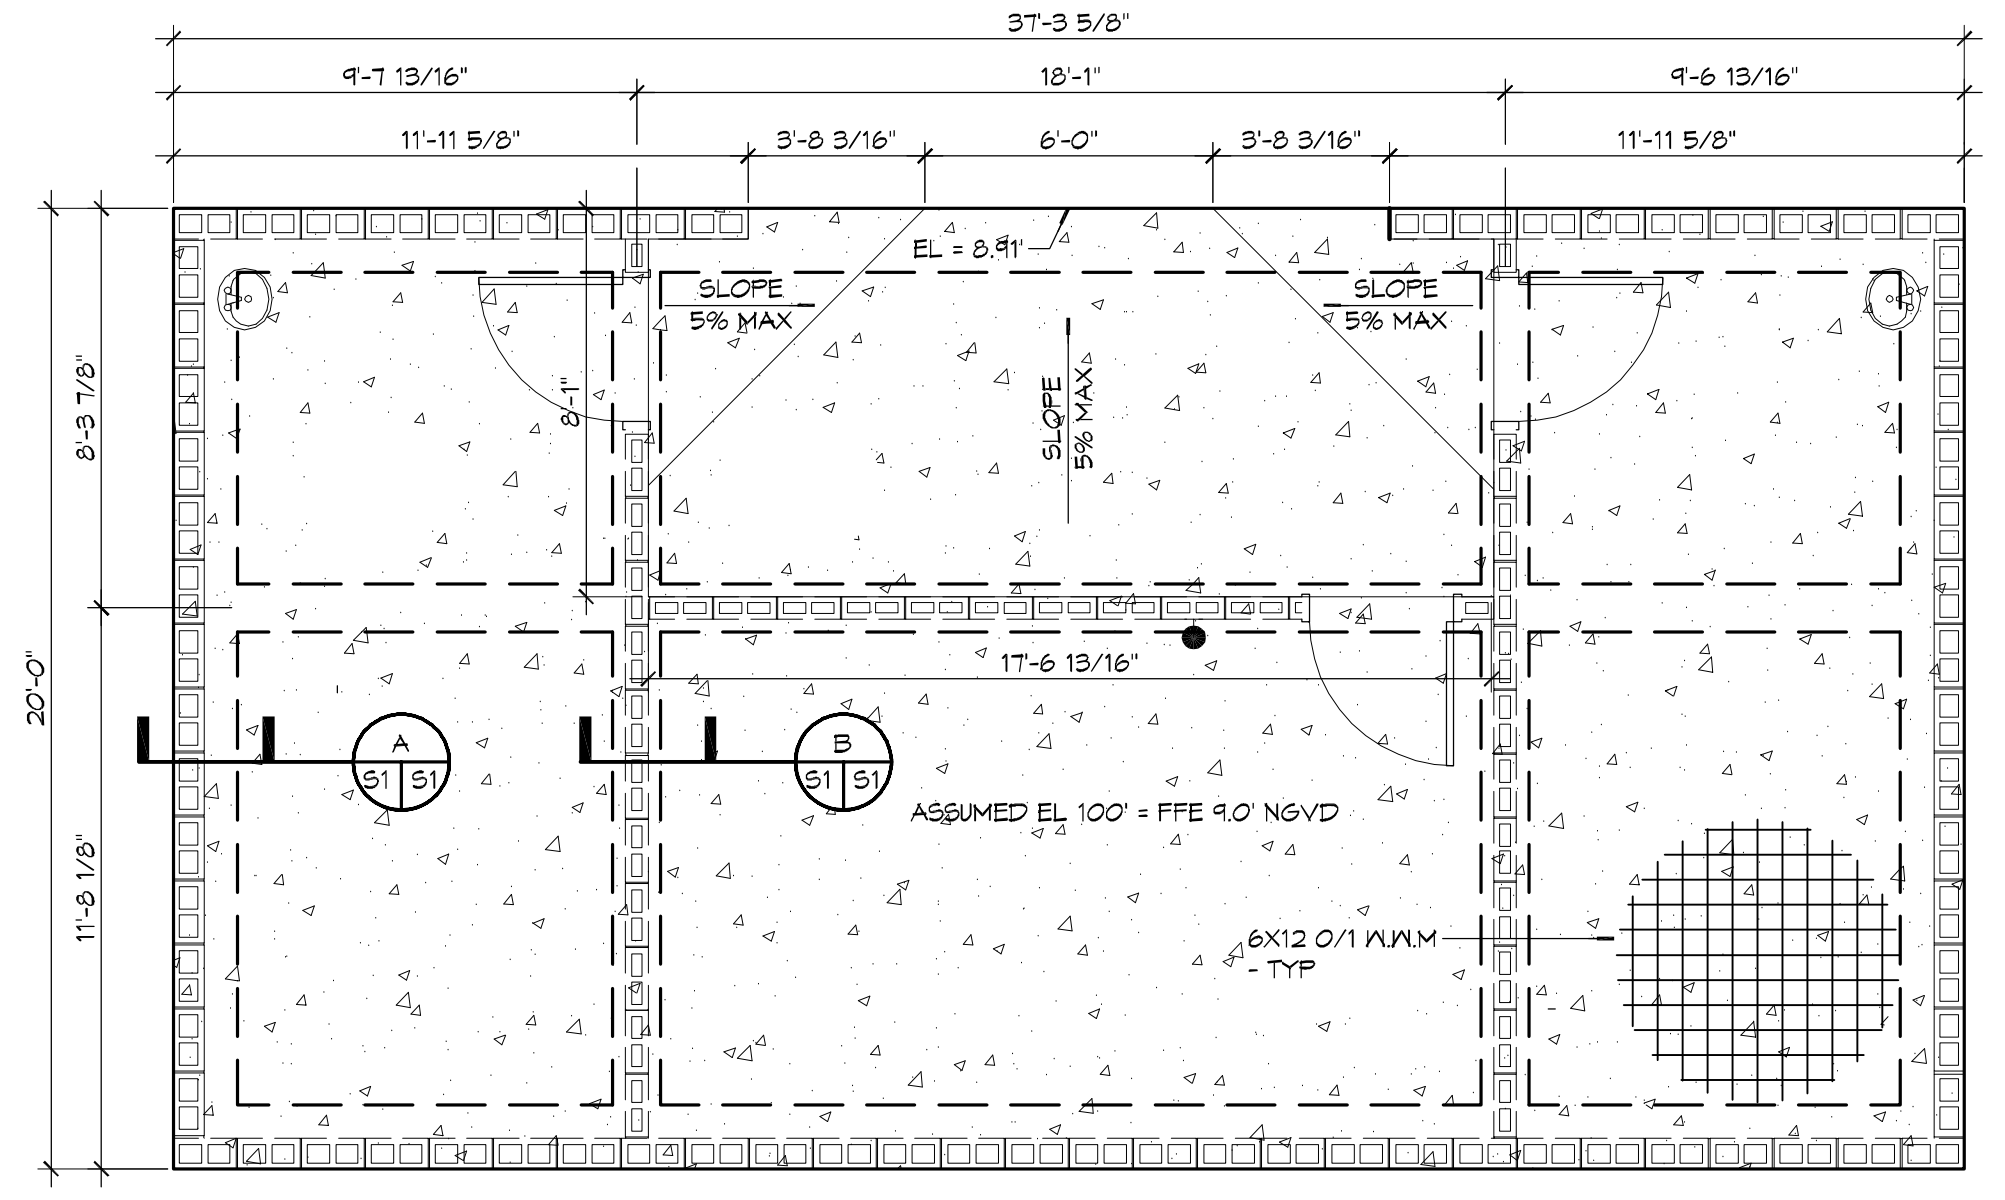 37'-3 5/8"
9'-7 13/16"
18'-1"
9'-6 13/16"
11'-11 5/8"
3'-8 3/16"
6'-0"
3'-8 3/16"
11'-11 5/8"
EL = 8.91'
SLOPE
5% MAX
SLOPE
5% MAX
SLOPE
5% MAX.
8'-3 7/8"
8'-1"
20'-0"
17'-6 13/16"
A
S1 S1
B
S1 S1
ASSUMED EL 100' = FFE 9.0' NGVD
11'-8 1/8"
6X12 0/1 W.W.M
- TYP